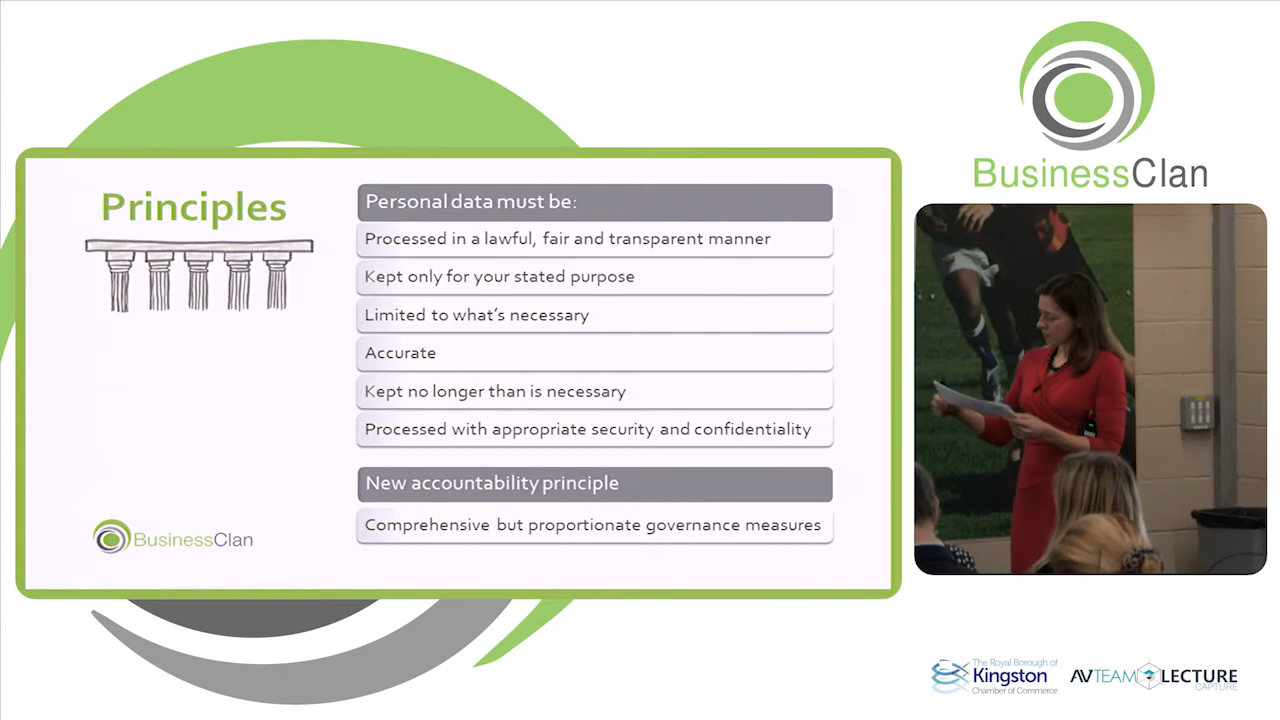 Principles
Personal data must be:
Processed in a lawful, fair and transparent manner
Kept only for your stated purpose
Limited to what's necessary
Accurate
Kept no longer than is necessary
Processed with appropriate security and confidentiality
New accountability principle
Comprehensive but proportionate governance measures
BusinessClan
BusinessClan
The Royal Borough of
Kingston
Chamber of Commerce
AVTEAM LECTURE
CAPTURE